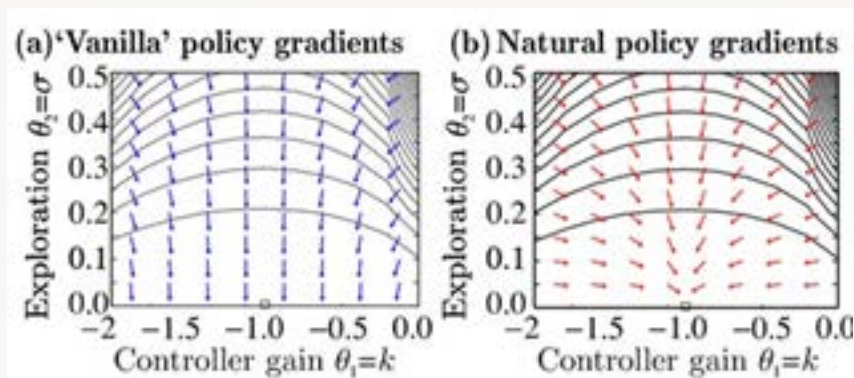 (a)‘Vanilla’ policy gradients
(b) Natural policy gradients
Exploration θ₂=σ
0.5
0.4
0.3
0.2
0.1
0.0
−2 −1.5 −1.0 −0.5 0.0
Controller gain θ₁=k
Exploration θ₂=σ
0.5
0.4
0.3
0.2
0.1
0.0
−2 −1.5 −1.0 −0.5 0.0
Controller gain θ₁=k